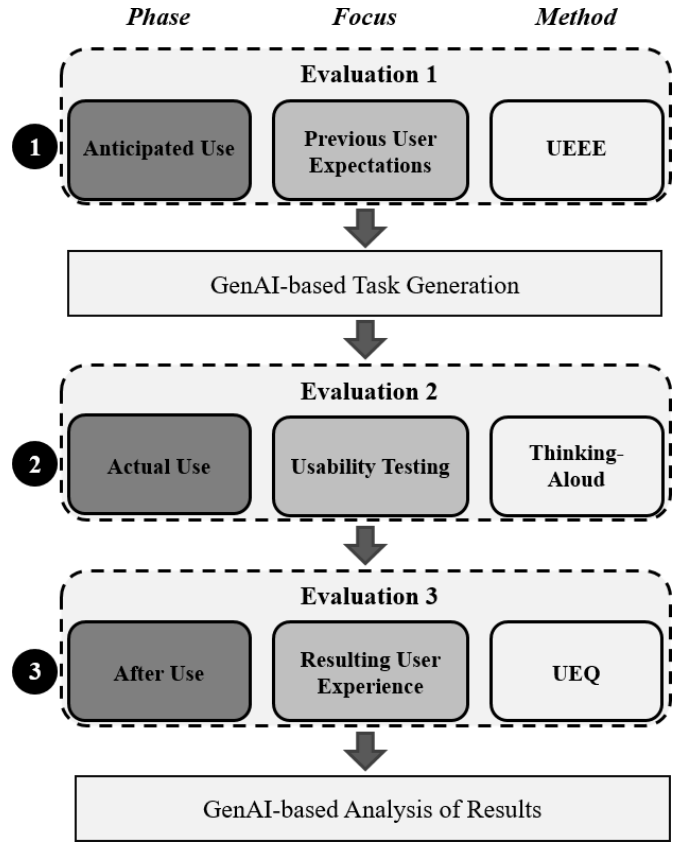 Phase Focus Method
Evaluation 1
1
Anticipated Use
Previous User
Expectations
UEEE
GenAI-based Task Generation
Evaluation 2
2
Actual Use
Usability Testing
Thinking-
Aloud
Evaluation 3
3
After Use
Resulting User
Experience
UEQ
GenAI-based Analysis of Results